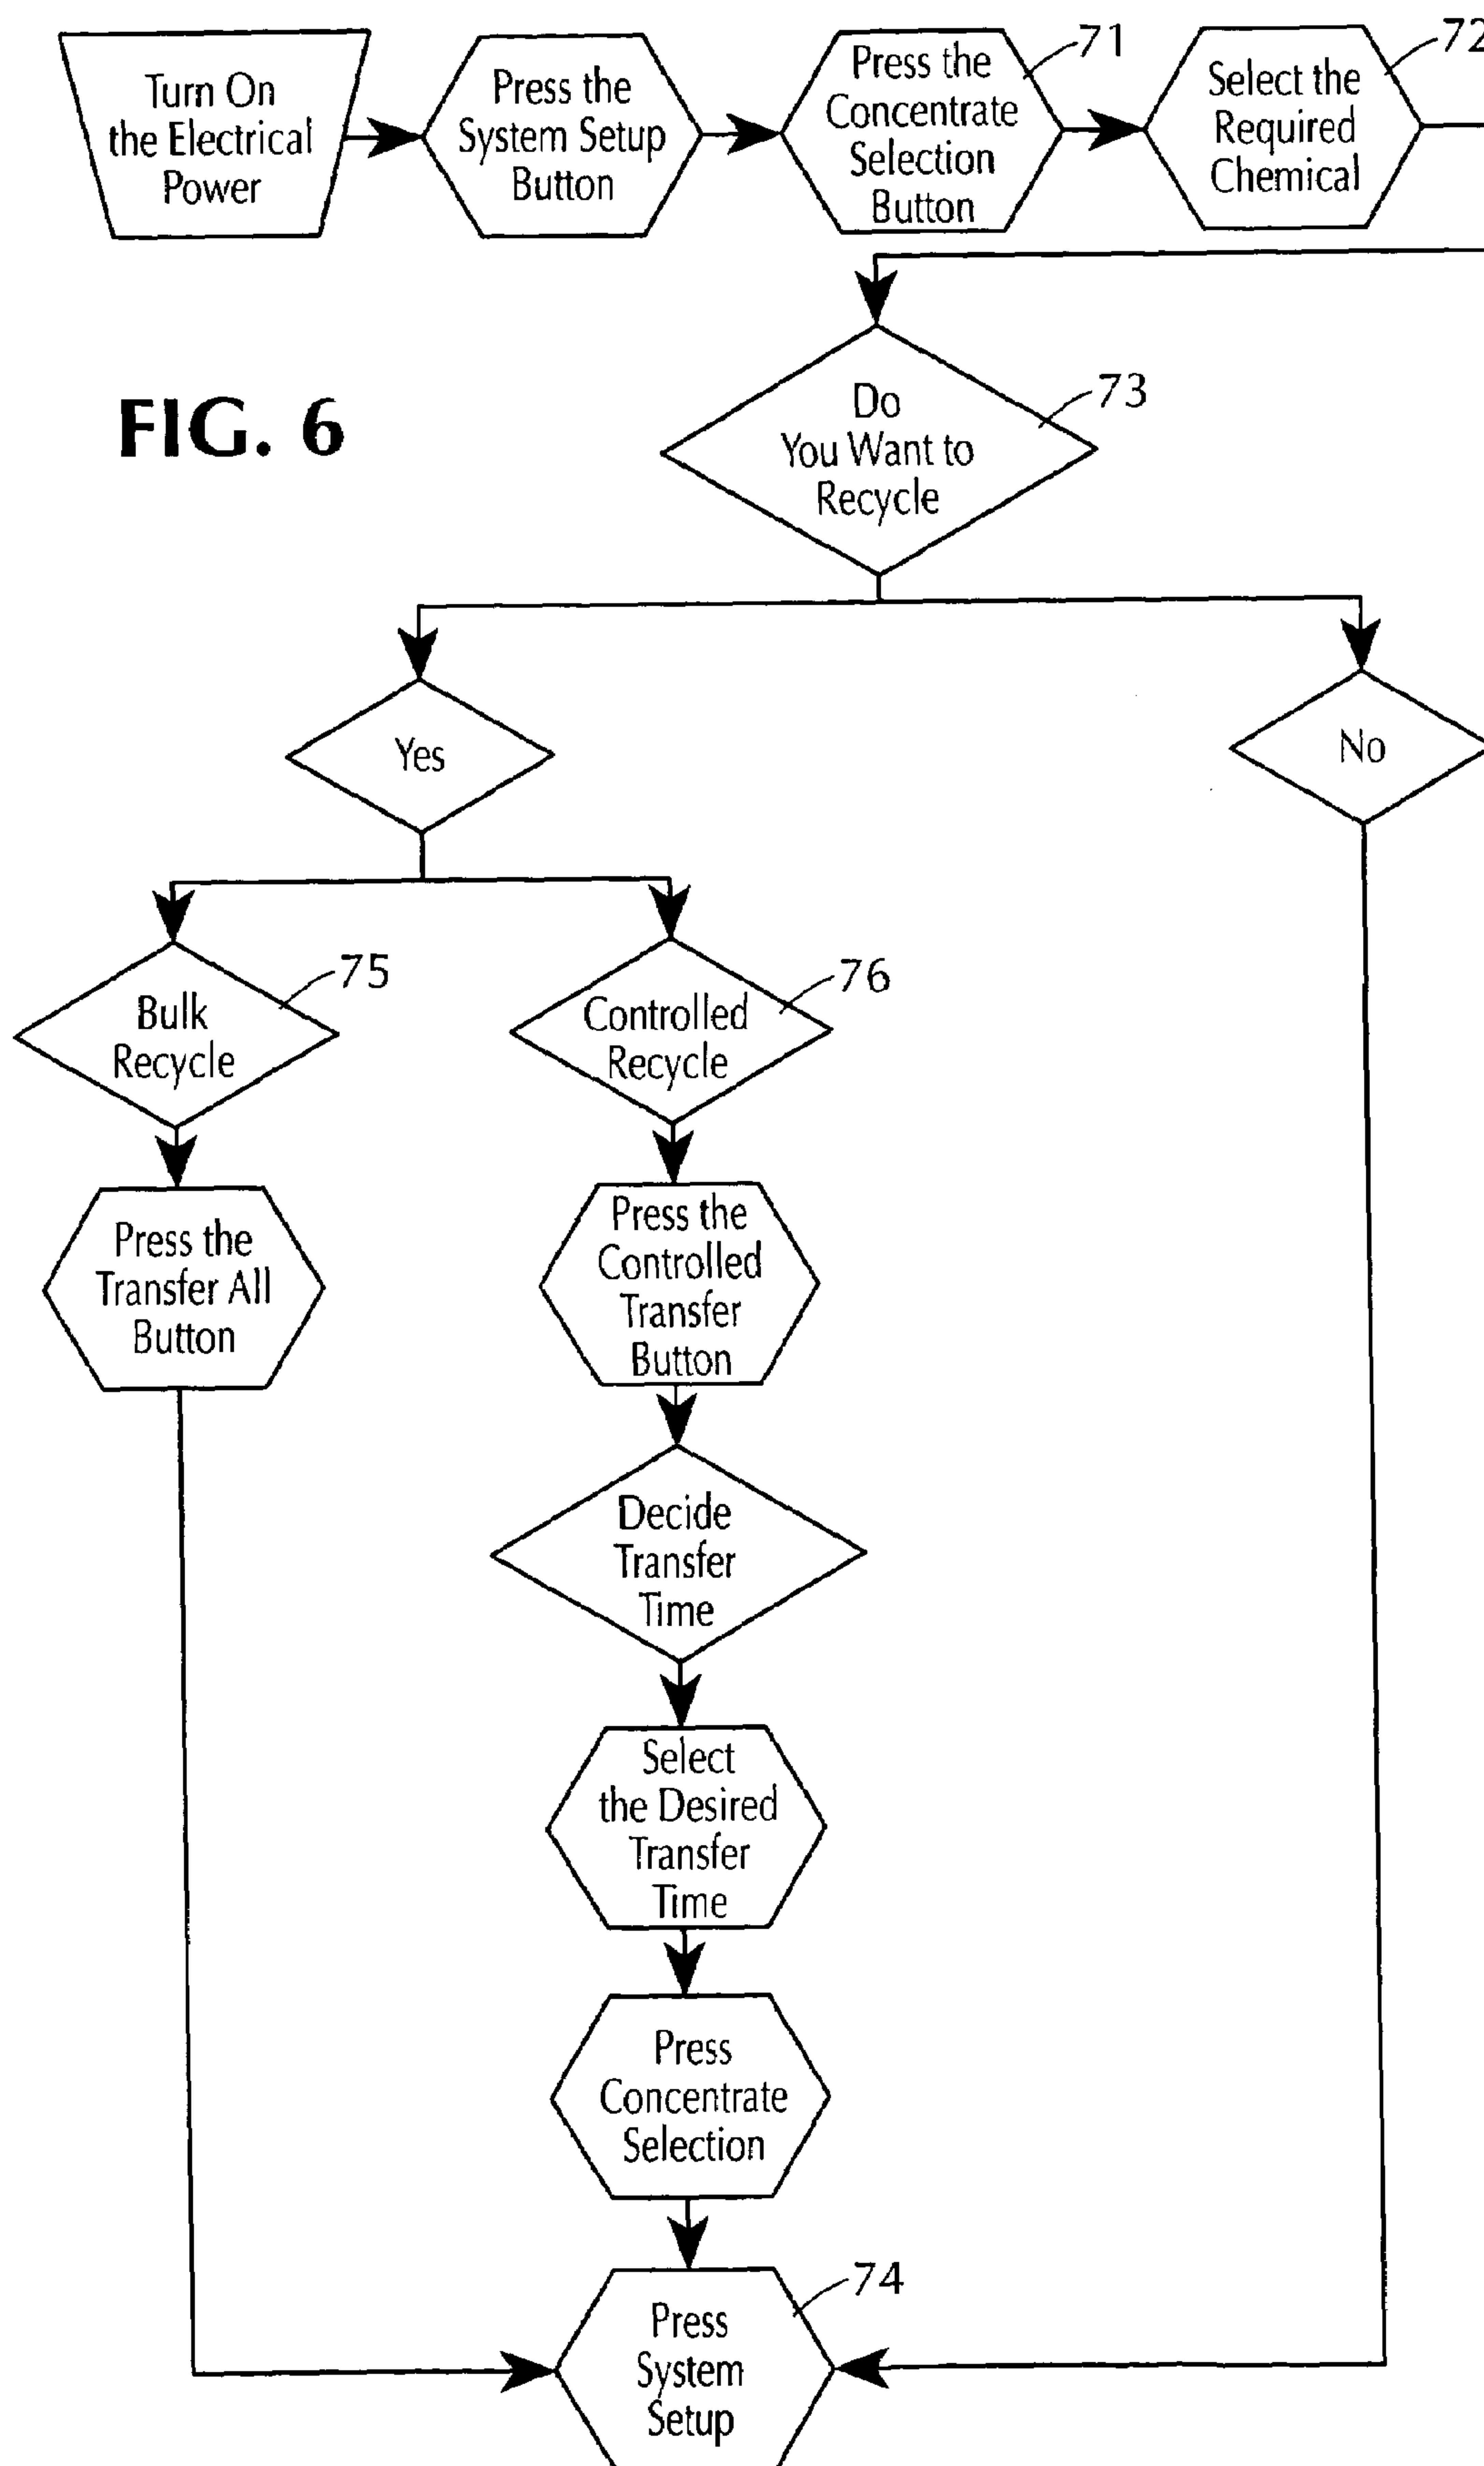 Turn On
the Electrical
Power
Press the
System Setup
Button
Press the
Concentrate
Selection
Button
71
Select the
Required
Chemical
72
FIG. 6
Do
You Want to
Recycle
73
Yes
No
Bulk
Recycle
75
Controlled
Recycle
76
Press the
Transfer All
Button
Press the
Controlled
Transfer
Button
Decide
Transfer
Time
Select
the Desired
Transfer
Time
Press
Concentrate
Selection
Press
System
Setup
74